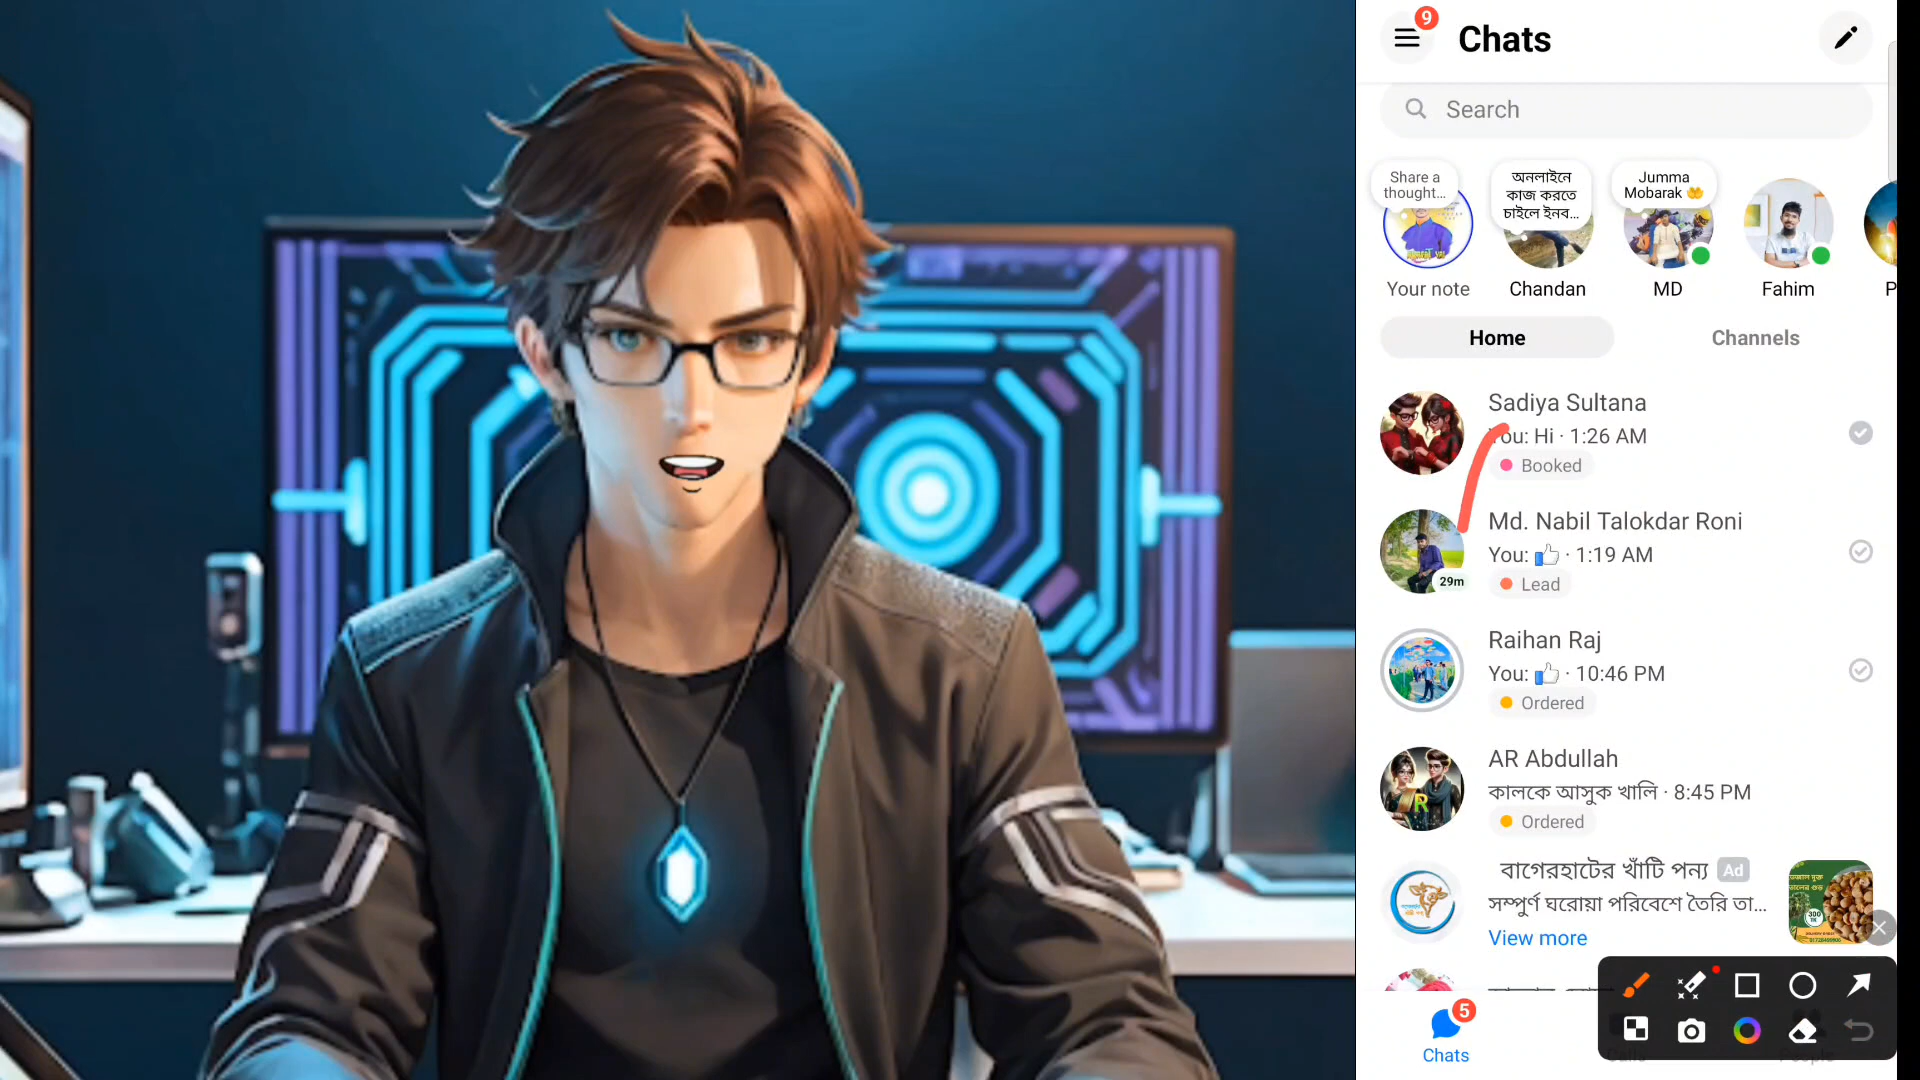 9
Chats
Search
Share a
thought...
অনলাইনে
কাজ করতে
চাইলে ইনব...
Jumma
Mobarak 🤲
Your note
Chandan
MD
Fahim
P
Home
Channels
Sadiya Sultana
You: Hi · 1:26 AM
Booked
Md. Nabil Talokdar Roni
You: 👍 · 1:19 AM
29m
Lead
Raihan Raj
You: 👍 · 10:46 PM
Ordered
AR Abdullah
কালকে আসুক খালি · 8:45 PM
Ordered
বাগেরহাটের খাঁটি পন্য Ad
সম্পুর্ণ ঘরোয়া পরিবেশে তৈরি তা...
View more
300
5
Chats